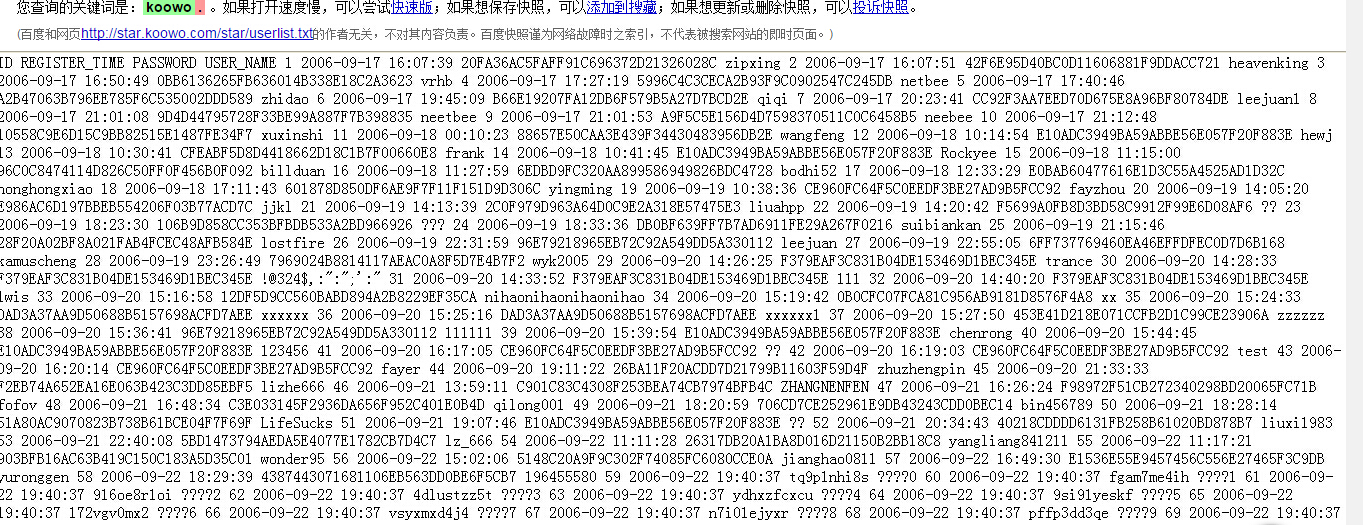 您查询的关键词是：koowo . 。如果打开速度慢，可以尝试快速版；如果想保存快照，可以添加到搜藏；如果想更新或删除快照，可以投诉快照。
(百度和网页http://star.koowo.com/star/userlist.txt的作者无关，不对其内容负责。百度快照谨为网络故障时之索引，不代表被搜索网站的即时页面。)
ID REGISTER_TIME PASSWORD USER_NAME 1 2006-09-17 16:07:39 20FA36AC5FAFF91C696372D21326028C zipxing 2 2006-09-17 16:07:51 42F6E95D40BC0D11606881F9DDACC721 heavenking 3
2006-09-17 16:50:49 0BB6136265FB636014B338E18C2A3623 vrhb 4 2006-09-17 17:27:19 5996C4C3CECA2B93F9C0902547C245DB netbee 5 2006-09-17 17:40:46
A2B47063B796EE785F6C535002DDD589 zhidao 6 2006-09-17 19:45:09 B66E19207FA12DB6F579B5A27D7BCD2E qiqi 7 2006-09-17 20:23:41 CC92F3AA7EED70D675E8A96BF80784DE leejuan1 8
2006-09-17 21:01:08 9D4D44795728F33BE99A887F7B398835 neetbee 9 2006-09-17 21:01:53 A9F5C5E156D4D7598370511C0C6458B5 neebee 10 2006-09-17 21:12:48
10558C9E6D15C9BB82515E1487FE34F7 xuxinshi 11 2006-09-18 00:10:23 88657E50CAA3E439F34430483956DB2E wangfeng 12 2006-09-18 10:14:54 E10ADC3949BA59ABBE56E057F20F883E hewj
13 2006-09-18 10:30:41 CFEABF5D8D4418662D18C1B7F00660E8 frank 14 2006-09-18 10:41:45 E10ADC3949BA59ABBE56E057F20F883E Rockyee 15 2006-09-18 11:15:00
96C0C8474114D826C50FF0F456B0F092 billduan 16 2006-09-18 11:27:59 6EDBD9FC320AA899586949826BDC4728 bodhi52 17 2006-09-18 12:33:29 E0BAB60477616E1D3C55A4525AD1D32C
honghongxiao 18 2006-09-18 17:11:43 601878D850DF6AE9F7F11F151D9D306C yingming 19 2006-09-19 10:38:36 CE960FC64F5C0EEDF3BE27AD9B5FCC92 fayzhou 20 2006-09-19 14:05:20
E986AC6D197BBEB554206F03B77ACD7C jjkl 21 2006-09-19 14:13:39 2C0F979D963A64D0C9E2A318E57475E3 liuahpp 22 2006-09-19 14:20:42 F5699A0FB8D3BD58C9912F99E6D08AF6 ?? 23
2006-09-19 18:23:30 106B9D858CC353BFBDB533A2BD966926 ??? 24 2006-09-19 18:33:36 DB0BF639FF7B7AD6911FE29A267F0216 suibiankan 25 2006-09-19 21:15:46
28F20A02BF8A021FAB4FCEC48AFB584E lostfire 26 2006-09-19 22:31:59 96E79218965EB72C92A549DD5A330112 leejuan 27 2006-09-19 22:55:05 6FF737769460EA46EFFDFEC0D7D6B168
kamuscheng 28 2006-09-19 23:26:49 7969024B8814117AEAC0A8F5D7E4B7F2 wyk2005 29 2006-09-20 14:26:25 F379EAF3C831B04DE153469D1BEC345E trance 30 2006-09-20 14:28:33
F379EAF3C831B04DE153469D1BEC345E !@324$,:":";':" 31 2006-09-20 14:33:52 F379EAF3C831B04DE153469D1BEC345E 111 32 2006-09-20 14:40:20 F379EAF3C831B04DE153469D1BEC345E
lwis 33 2006-09-20 15:16:58 12DF5D9CC560BABD894A2B8229EF35CA nihaonihaonihaonihao 34 2006-09-20 15:19:42 0B0CFC07FCA81C956AB9181D8576F4A8 xx 35 2006-09-20 15:24:33
DAD3A37AA9D50688B5157698ACFD7AEE xxxxxx 36 2006-09-20 15:25:16 DAD3A37AA9D50688B5157698ACFD7AEE xxxxxx1 37 2006-09-20 15:27:50 453E41D218E071CCFB2D1C99CE23906A zzzzzz
38 2006-09-20 15:36:41 96E79218965EB72C92A549DD5A330112 111111 39 2006-09-20 15:39:54 E10ADC3949BA59ABBE56E057F20F883E chenrong 40 2006-09-20 15:44:45
E10ADC3949BA59ABBE56E057F20F883E 123456 41 2006-09-20 16:17:05 CE960FC64F5C0EEDF3BE27AD9B5FCC92 ?? 42 2006-09-20 16:19:03 CE960FC64F5C0EEDF3BE27AD9B5FCC92 test 43 2006-
09-20 16:20:14 CE960FC64F5C0EEDF3BE27AD9B5FCC92 fayer 44 2006-09-20 19:11:22 26BA11F20ACDD7D21799B11603F59D4F zhuzhengpin 45 2006-09-20 21:33:33
F2EB74A652EA16E063B423C3DD85EBF5 lizhe666 46 2006-09-21 13:59:11 C901C83C4308F253BEA74CB7974BFB4C ZHANGNENFEN 47 2006-09-21 16:26:24 F98972F51CB272340298BD20065FC71B
fofov 48 2006-09-21 16:48:34 C3E033145F2936DA656F952C401E0B4D qilong001 49 2006-09-21 18:20:59 706CD7CE252961E9DB43243CDD0BEC14 bin456789 50 2006-09-21 18:28:14
51A80AC9070823B738B61BCE04F7F69F LifeSucks 51 2006-09-21 19:07:46 E10ADC3949BA59ABBE56E057F20F883E ?? 52 2006-09-21 20:34:43 40218CDDDD6131FB258B61020BD878B7 liuxi1983
53 2006-09-21 22:40:08 5BD1473794AEDA5E4077E1782CB7D4C7 lz_666 54 2006-09-22 11:11:28 26317DB20A1BA8D016D21150B2BB18C8 yangliang841211 55 2006-09-22 11:17:21
903BFB16AC63B419C150C183A5D35C01 wonder95 56 2006-09-22 15:02:06 5148C20A9F9C302F74085FC6080CCE0A jianghao0811 57 2006-09-22 16:49:30 E1536E55E9457456C556E27465F3C9DB
yuronggen 58 2006-09-22 18:29:39 4387443071681106EB563DD0BE6F5CB7 196455580 59 2006-09-22 19:40:37 tq9p1nhi8s ????0 60 2006-09-22 19:40:37 fgam7me4ih ????1 61 2006-09-
22 19:40:37 916oe8rloi ????2 62 2006-09-22 19:40:37 4dlustzz5t ????3 63 2006-09-22 19:40:37 ydhxzfcxcu ????4 64 2006-09-22 19:40:37 9si91yeskf ????5 65 2006-09-22
19:40:37 172vgv0mx2 ????6 66 2006-09-22 19:40:37 vsyxmxd4j4 ????7 67 2006-09-22 19:40:37 n7i01ejyxr ????8 68 2006-09-22 19:40:37 pffp3dd3qe ????9 69 2006-09-22 19:40:37